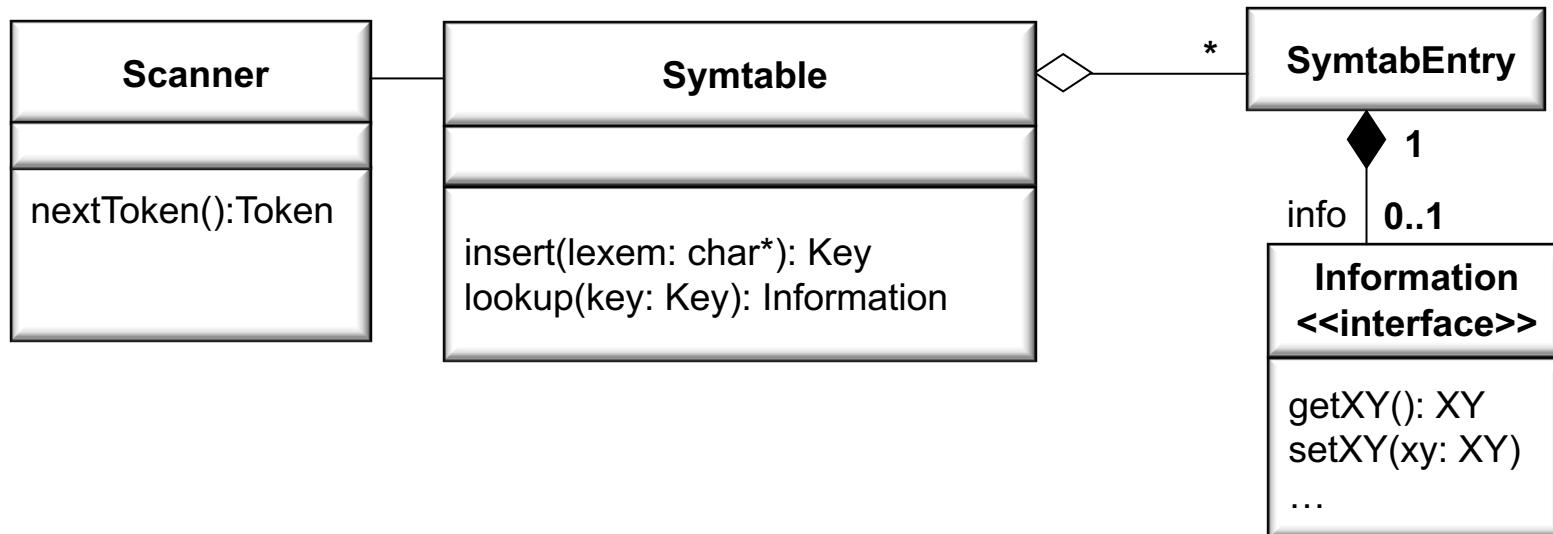 Scanner
nextToken():Token
Symtable
insert(lexem: char*): Key
lookup(key: Key): Information
*
SymtabEntry
1
info 0..1
Information
<<interface>>
getXY(): XY
setXY(xy: XY)
…